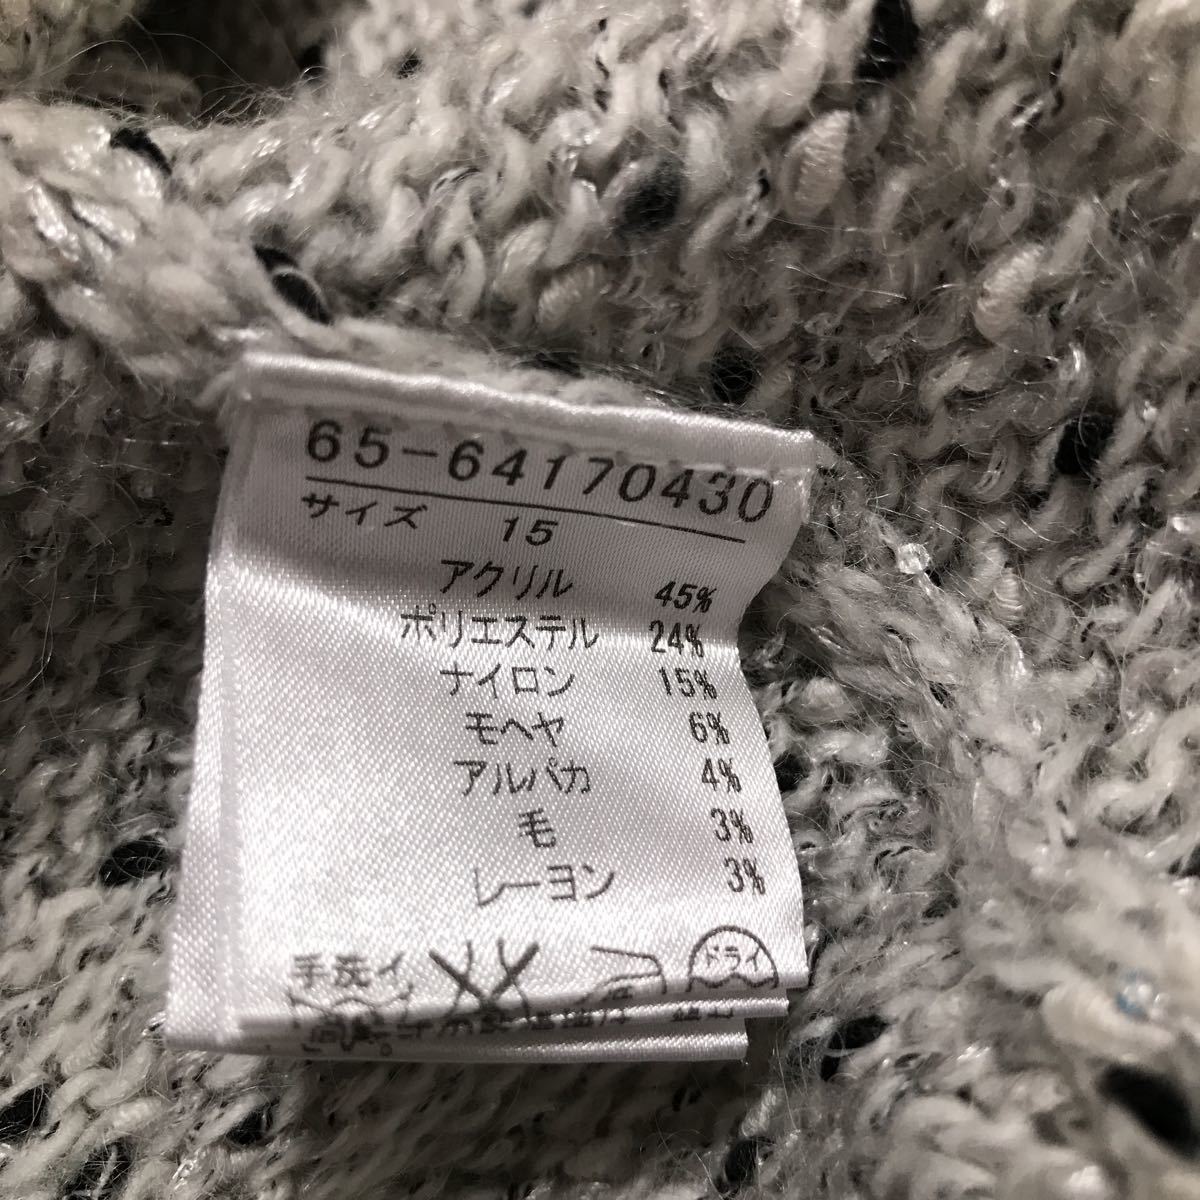 65-64170430
サイズ 15
アクリル 45%
ポリエステル 24%
ナイロン 15%
モヘヤ 6%
アルパカ 4%
毛 3%
レーヨン 3%
手洗イ ドライ